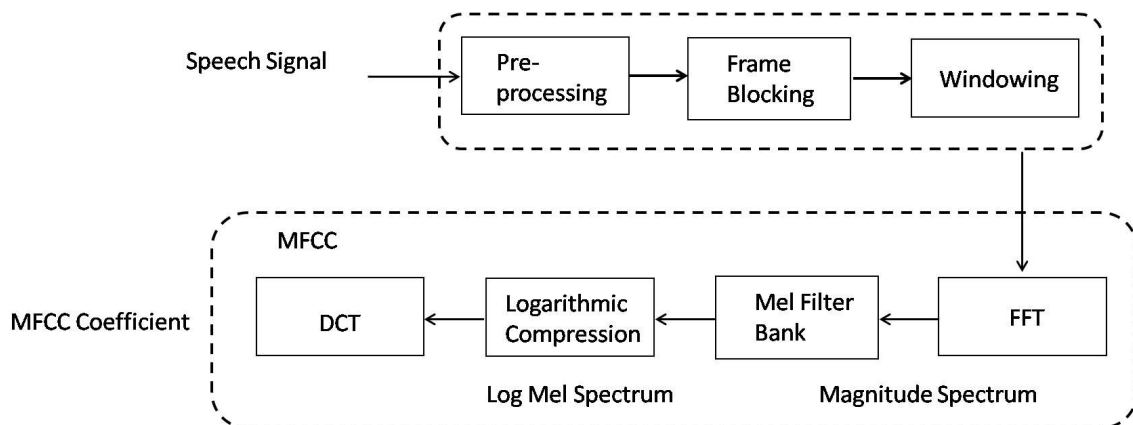 Speech Signal
Pre-
processing
Frame
Blocking
Windowing
MFCC
MFCC Coefficient
DCT
Logarithmic
Compression
Mel Filter
Bank
FFT
Log Mel Spectrum
Magnitude Spectrum